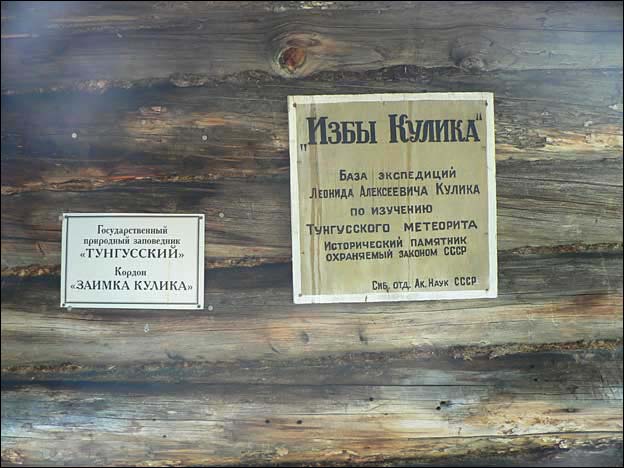 Государственный
природный заповедник
«ТУНГУССКИЙ»
Кордон
«ЗАИМКА КУЛИКА»
„Избы Кулика“
База экспедиций
Леонида Алексеевича Кулика
по изучению
Тунгусского метеорита
Исторический памятник
охраняемый законом СССР
Сиб. отд. Ак. Наук СССР